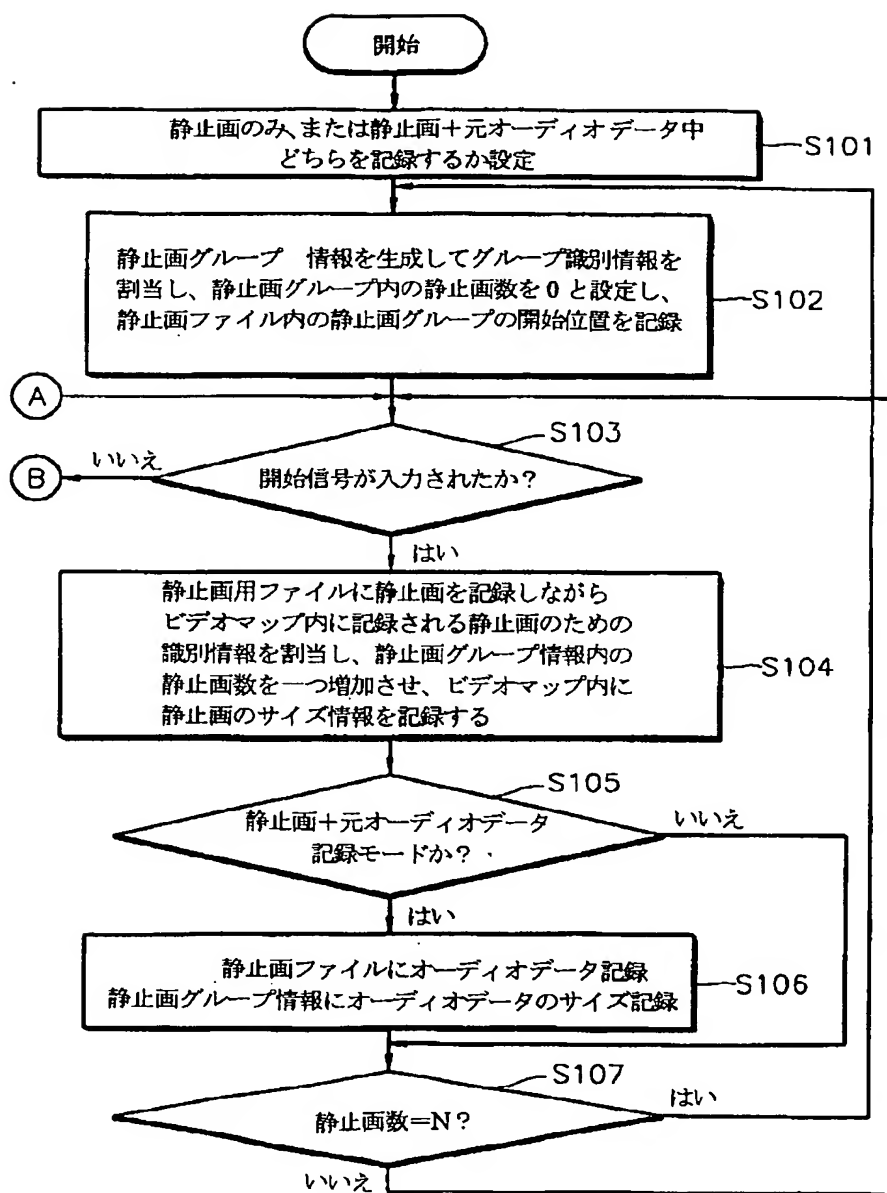 開始
静止画のみ、または静止画+元オーディオデータ中
どちらを記録するか設定
S101
静止画グループ 情報を生成してグループ識別情報を
割当し、静止画グループ内の静止画数を0と設定し、
静止画ファイル内の静止画グループの開始位置を記録
S102
A
S103
B
いいえ
開始信号が入力されたか?
はい
静止画用ファイルに静止画を記録しながら
ビデオマップ内に記録される静止画のための
識別情報を割当し、静止画グループ情報内の
静止画数を一つ増加させ、ビデオマップ内に
静止画のサイズ情報を記録する
S104
S105
静止画+元オーディオデータ
記録モードか?
いいえ
はい
静止画ファイルにオーディオデータ記録
静止画グループ情報にオーディオデータのサイズ記録
S106
S107
静止画数=N?
はい
いいえ